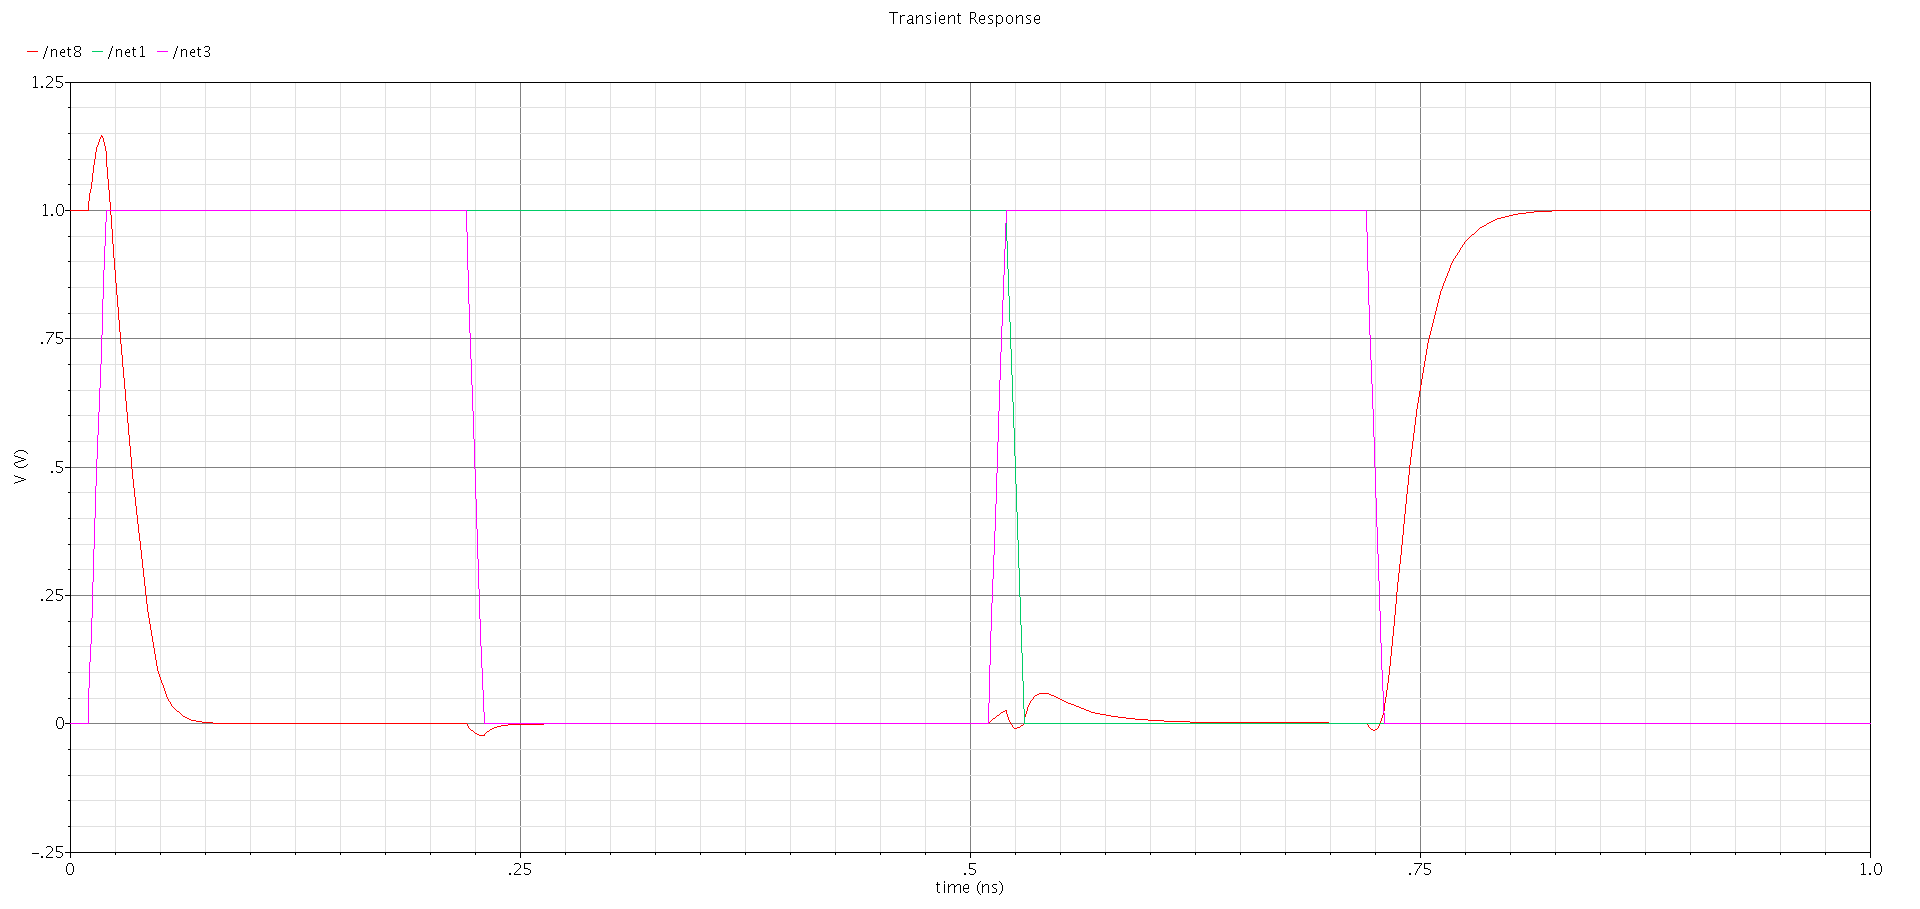 Transient Response
/net8 /net1 /net3
1.25
1.0
.75
.5
.25
0
-.25
V (V)
0 .25 .5 .75 1.0
time (ns)